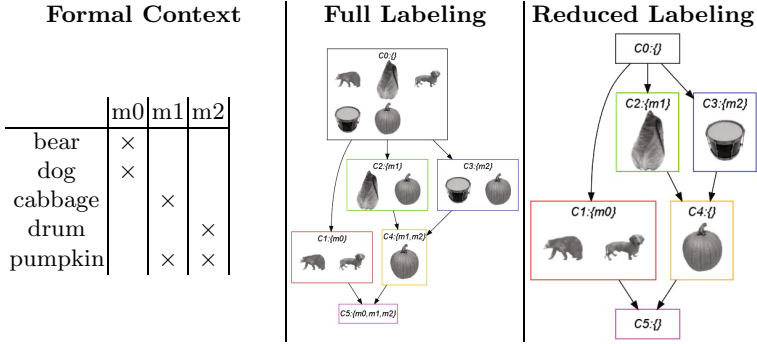 Formal Context
m0 m1 m2
bear ×
dog ×
cabbage ×
drum ×
pumpkin × ×
Full Labeling
C0:{}
C2:{m1}
C3:{m2}
C1:{m0}
C4:{m1,m2}
C5:{m0,m1,m2}
Reduced Labeling
C0:{}
C2:{m1}
C3:{m2}
C1:{m0}
C4:{}
C5:{}